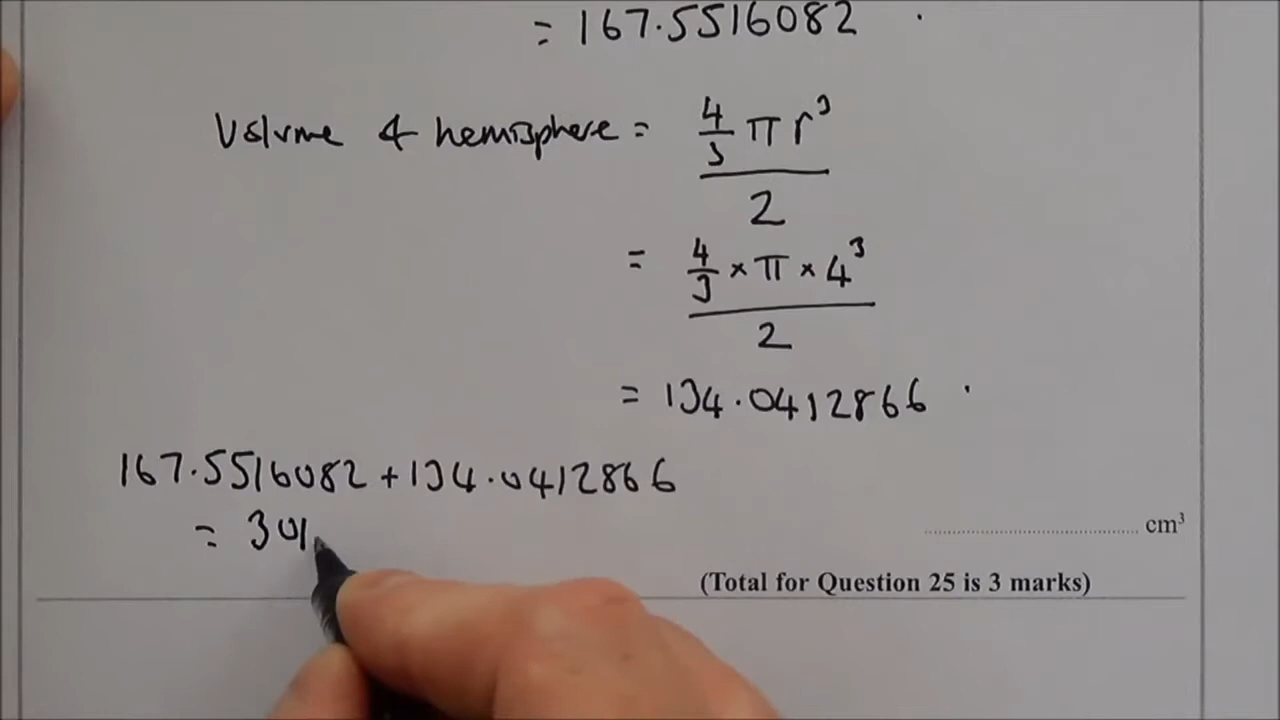 = 167.5516082 .
Volume of hemisphere = 4/3 π r³
2
= 4/3 × π × 4³
2
= 134.0412866 .
167.5516082 + 134.0412866
= 301
cm³
(Total for Question 25 is 3 marks)